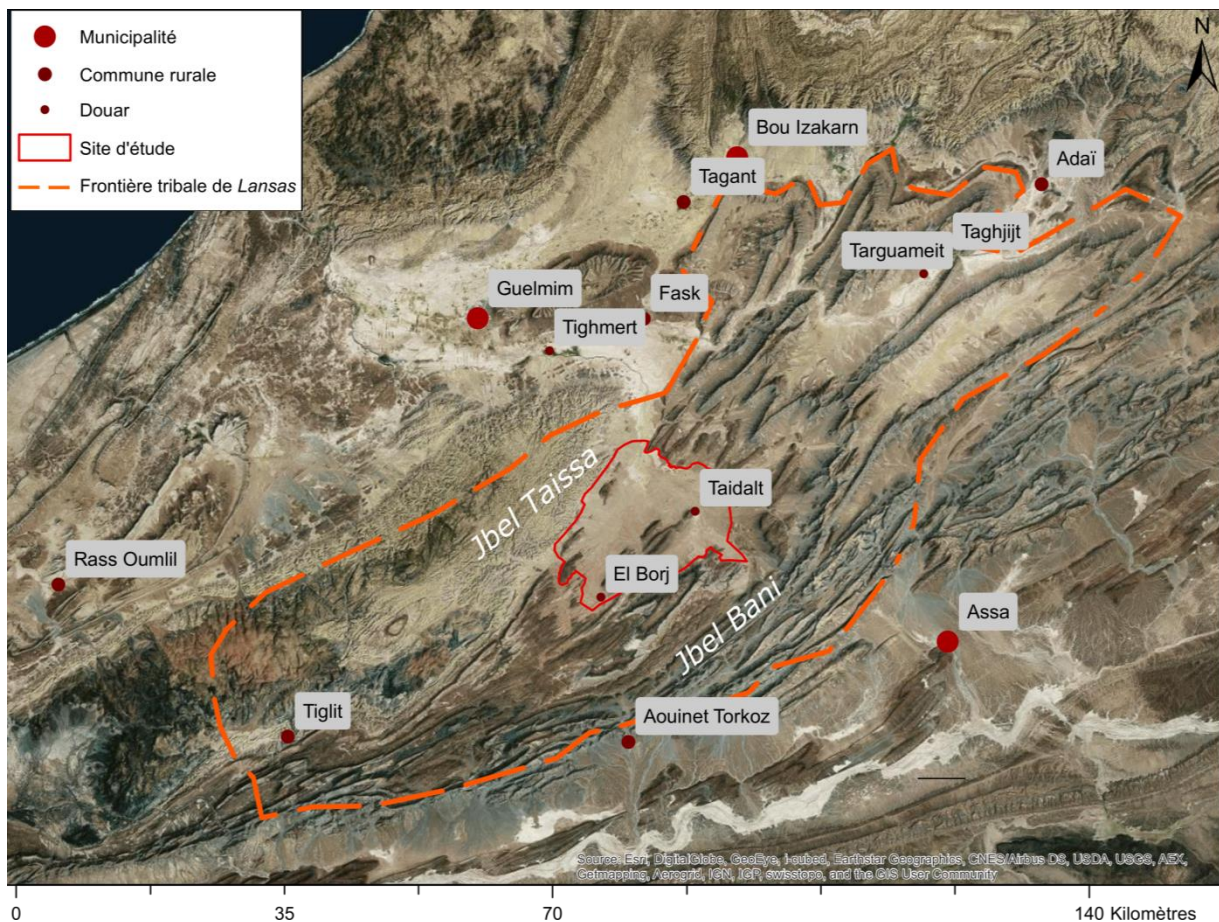 Municipalité
Commune rurale
Douar
Site d'étude
Frontière tribale de Lansas
N
Bou Izakarn
Adaï
Tagant
Taghjijt
Targuameit
Guelmim
Fask
Tighmert
Jbel Taissa
Taidalt
Rass Oumlil
El Borj
Jbel Bani
Assa
Tiglit
Aouinet Torkoz
Source: Esri, DigitalGlobe, GeoEye, i-cubed, Earthstar Geographics, CNES/Airbus DS, USDA, USGS, AEX,
Getmapping, Aerogrid, IGN, IGP, swisstopo, and the GIS User Community
0 35 70 140 Kilomètres